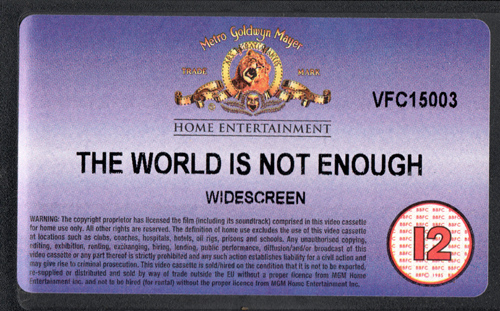 Metro Goldwyn Mayer
TRADE MARK
HOME ENTERTAINMENT
VFC15003
THE WORLD IS NOT ENOUGH
WIDESCREEN
WARNING: The copyright proprietor has licensed the film (including its soundtrack) comprised in this video cassette
for home use only. All other rights are reserved. The definition of home use excludes the use of this video cassette
at locations such as clubs, coaches, hospitals, hotels, oil rigs, prisons and schools. Any unauthorised copying,
editing, exhibition, renting, exchanging, hiring, lending, public performance, diffusion and/or broadcast of this
video cassette or any part thereof is strictly prohibited and any such action establishes liability for a civil action and
may give rise to criminal prosecution. This video cassette is sold/hired on the condition that it is not to be exported,
re-supplied or distributed and sold by way of trade outside the EU without a proper licence from MGM Home
Entertainment Inc. and not to be hired (for rental) without the proper licence from MGM Home Entertainment Inc.
BBFC
12